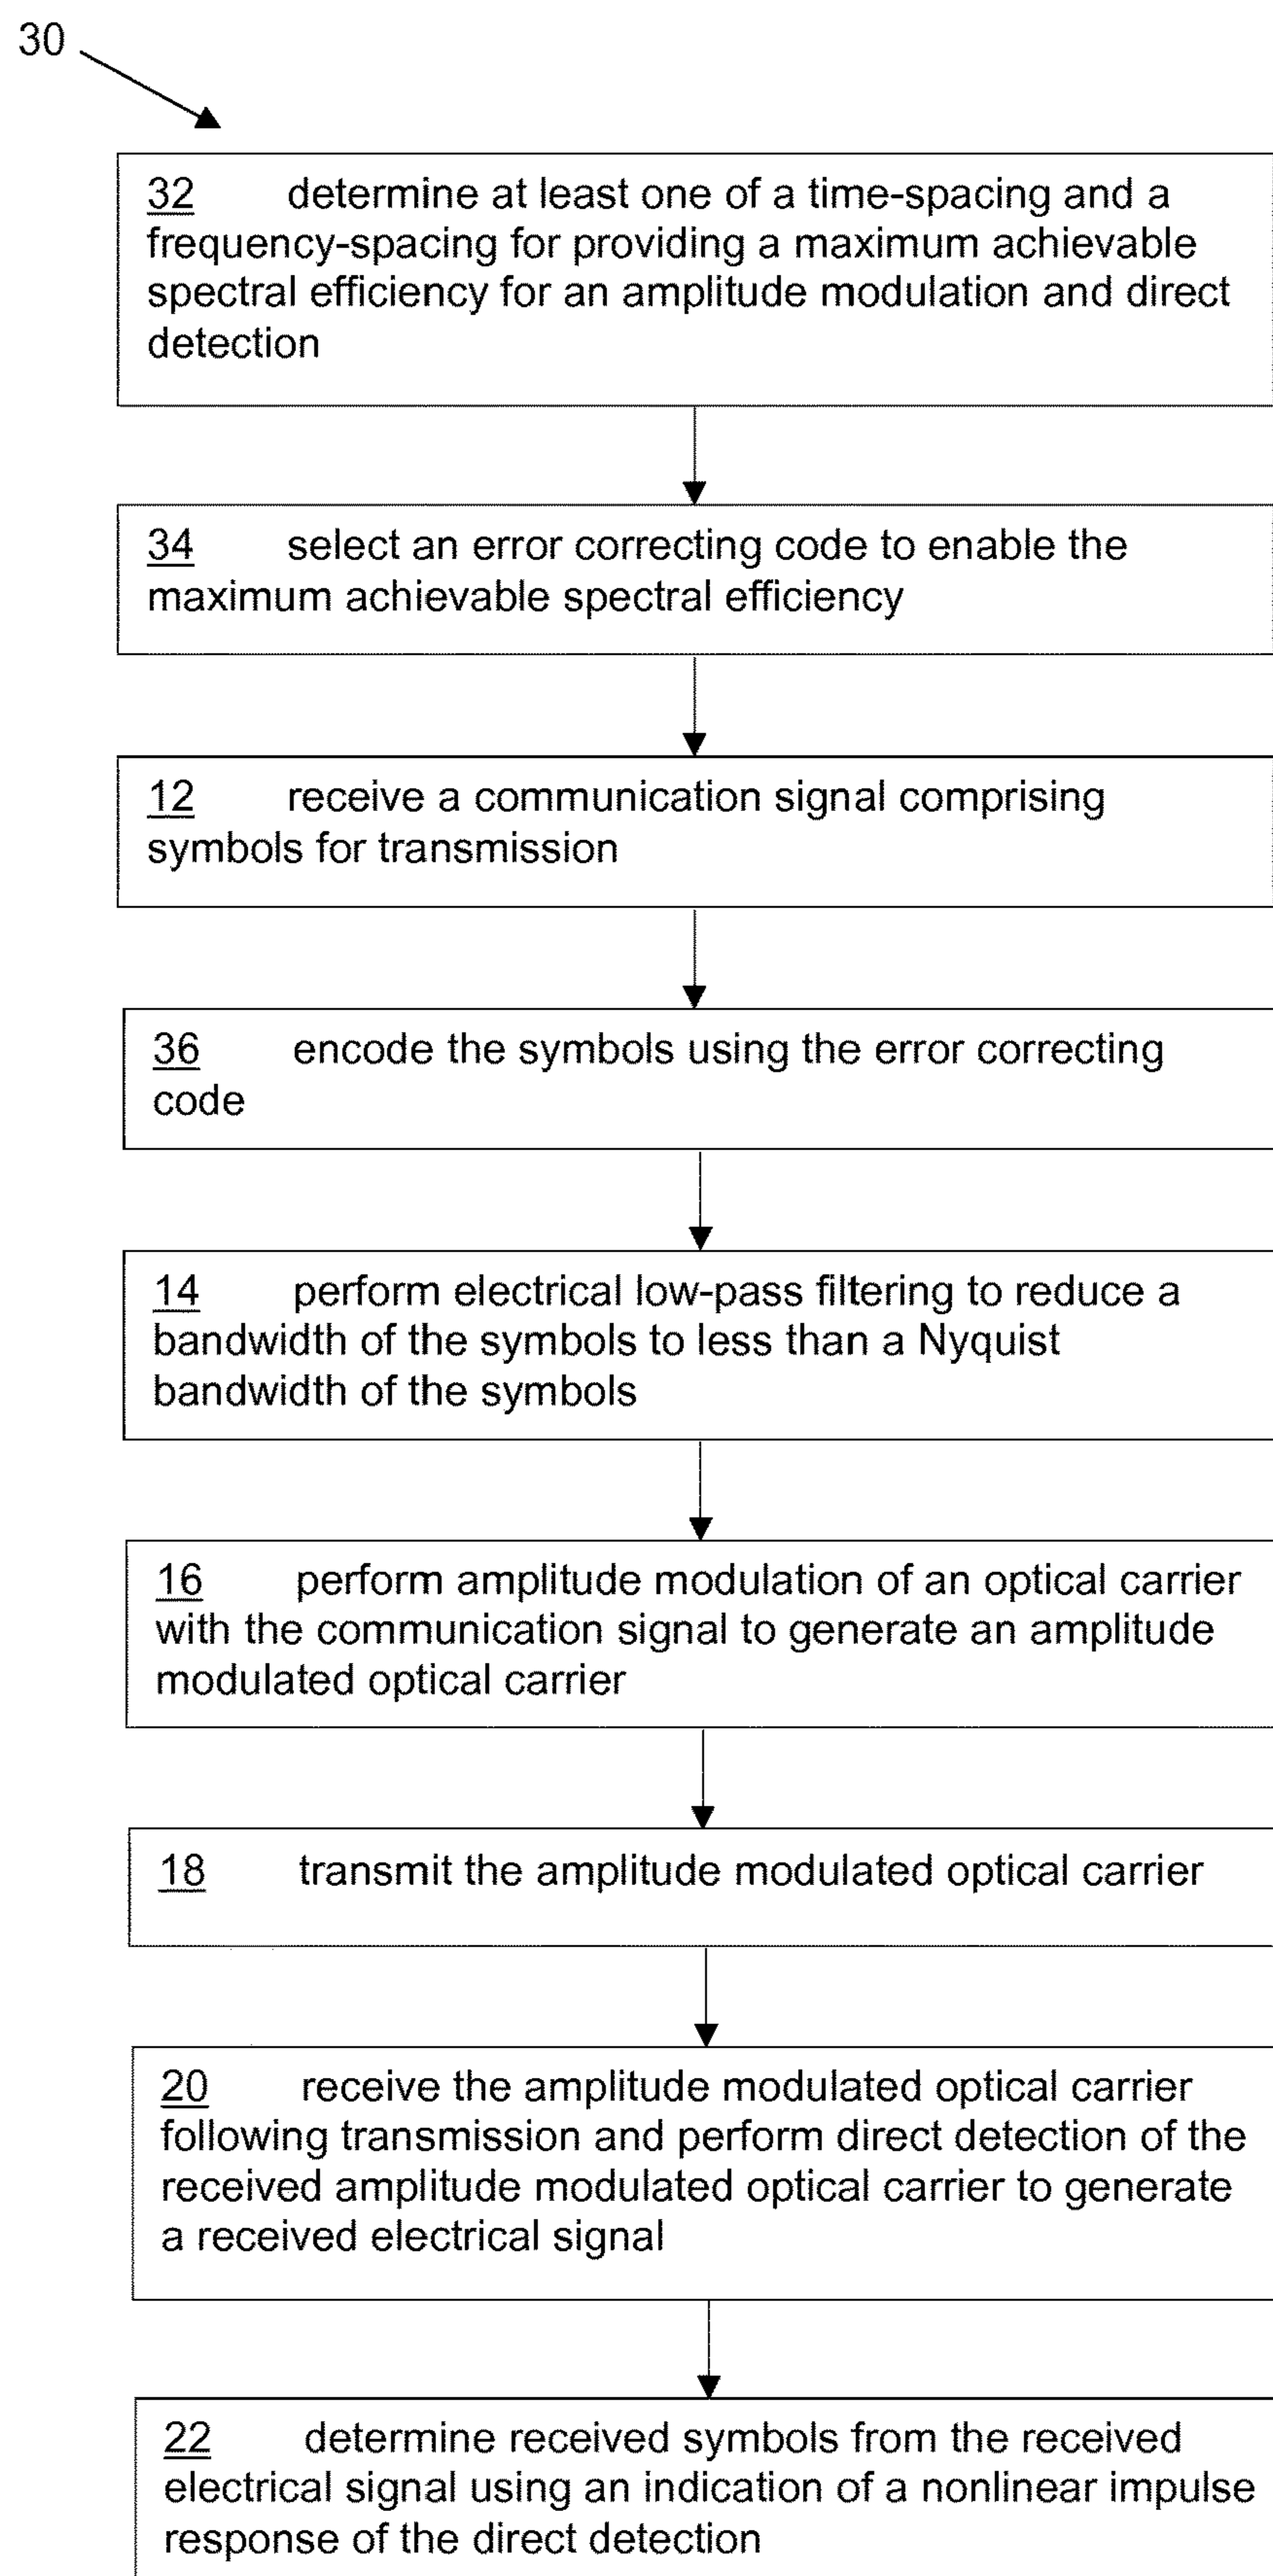 30
32 determine at least one of a time-spacing and a
frequency-spacing for providing a maximum achievable
spectral efficiency for an amplitude modulation and direct
detection
34 select an error correcting code to enable the
maximum achievable spectral efficiency
12 receive a communication signal comprising
symbols for transmission
36 encode the symbols using the error correcting
code
14 perform electrical low-pass filtering to reduce a
bandwidth of the symbols to less than a Nyquist
bandwidth of the symbols
16 perform amplitude modulation of an optical carrier
with the communication signal to generate an amplitude
modulated optical carrier
18 transmit the amplitude modulated optical carrier
20 receive the amplitude modulated optical carrier
following transmission and perform direct detection of the
received amplitude modulated optical carrier to generate
a received electrical signal
22 determine received symbols from the received
electrical signal using an indication of a nonlinear impulse
response of the direct detection